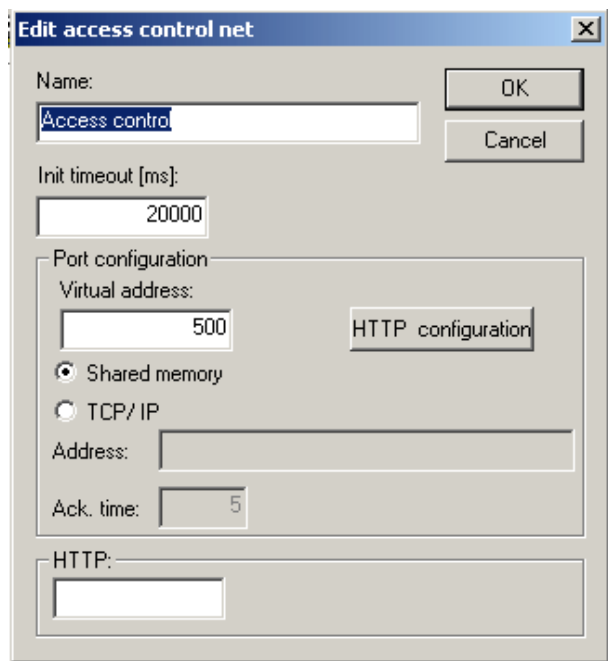 Edit access control net
Name:
OK
Access control
Cancel
Init timeout [ms]:
20000
Port configuration
Virtual address:
500
HTTP configuration
Shared memory
TCP/ IP
Address:
Ack. time:
5
HTTP: